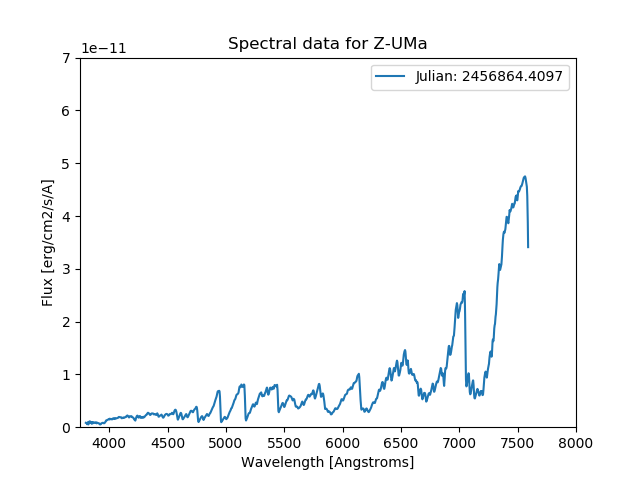 Spectral data for Z-UMa
1e−11
Julian: 2456864.4097
7
6
5
4
3
2
1
0
Flux [erg/cm2/s/A]
4000 4500 5000 5500 6000 6500 7000 7500 8000
Wavelength [Angstroms]